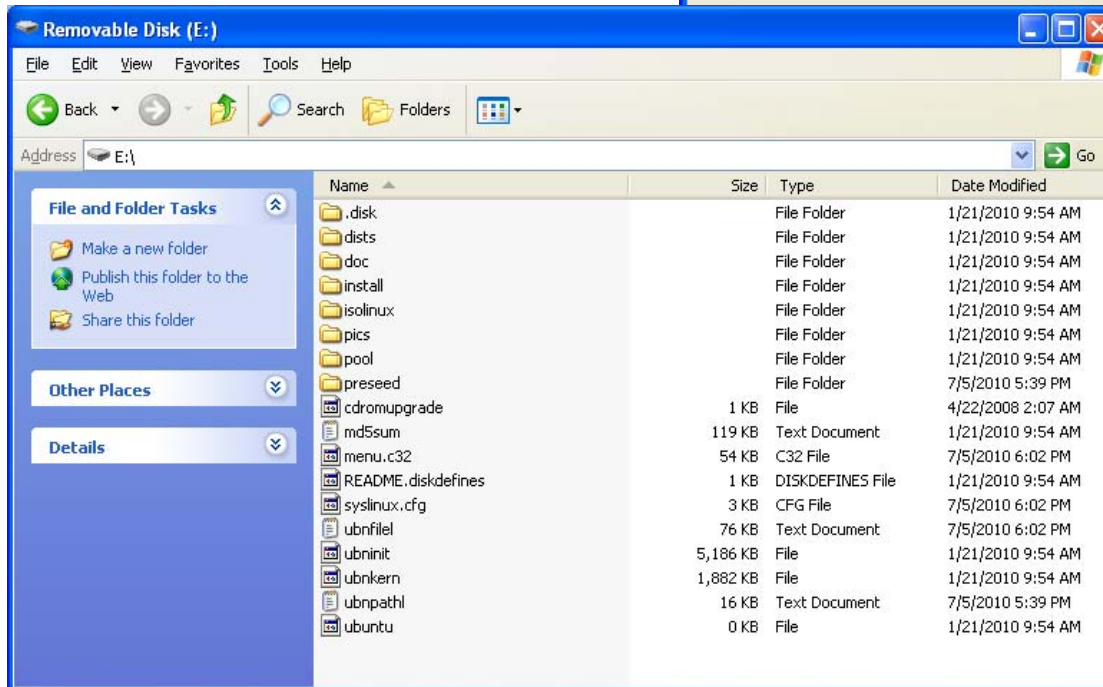 Removable Disk (E:)
File Edit View Favorites Tools Help
Back Search Folders
Address E:\ Go
Name Size Type Date Modified
File and Folder Tasks
Make a new folder
Publish this folder to the
Web
Share this folder
Other Places
Details
.disk File Folder 1/21/2010 9:54 AM
dists File Folder 1/21/2010 9:54 AM
doc File Folder 1/21/2010 9:54 AM
install File Folder 1/21/2010 9:54 AM
isolinux File Folder 1/21/2010 9:54 AM
pics File Folder 1/21/2010 9:54 AM
pool File Folder 1/21/2010 9:54 AM
preseed File Folder 7/5/2010 5:39 PM
cdromupgrade 1 KB File 4/22/2008 2:07 AM
md5sum 119 KB Text Document 1/21/2010 9:54 AM
menu.c32 54 KB C32 File 7/5/2010 6:02 PM
README.diskdefines 1 KB DISKDEFINES File 1/21/2010 9:54 AM
syslinux.cfg 3 KB CFG File 7/5/2010 6:02 PM
ubnfilel 76 KB Text Document 7/5/2010 6:02 PM
ubninit 5,186 KB File 1/21/2010 9:54 AM
ubnkern 1,882 KB File 1/21/2010 9:54 AM
ubnpathl 16 KB Text Document 7/5/2010 5:39 PM
ubuntu 0 KB File 1/21/2010 9:54 AM